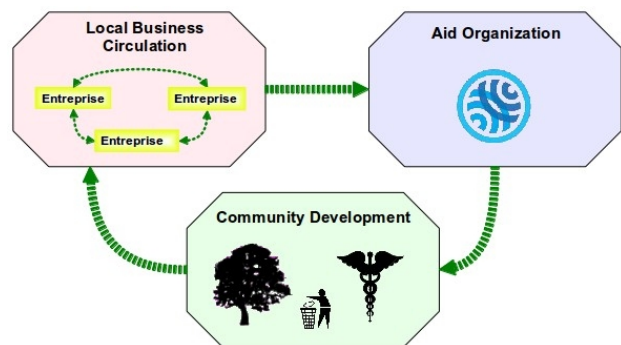 Local Business
Circulation
Entreprise
Entreprise
Entreprise
Aid Organization
Community Development